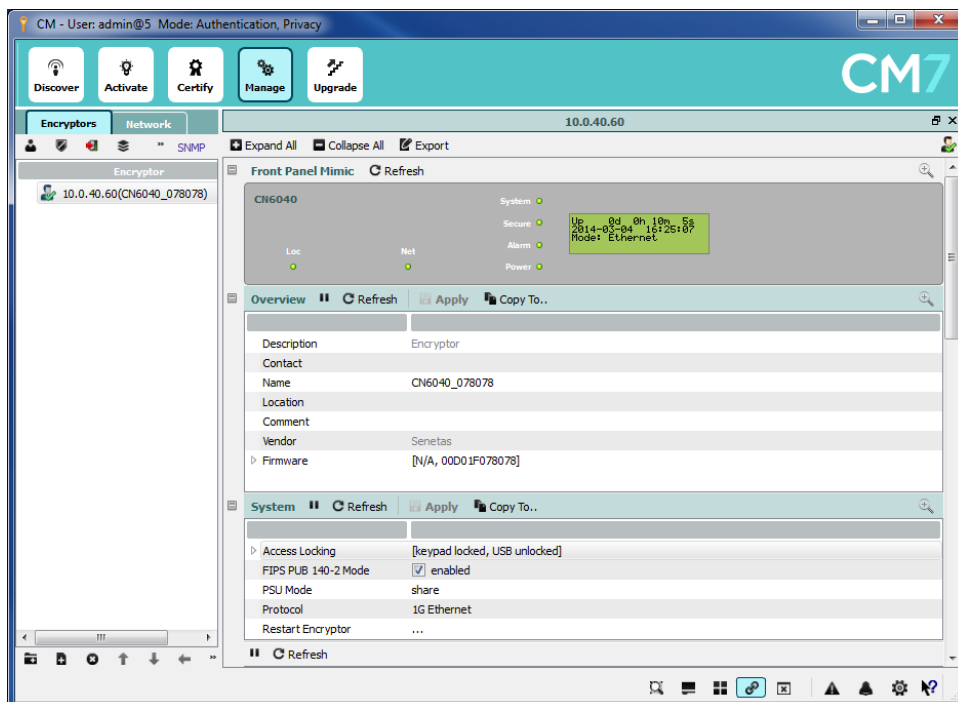 CM - User: admin@5 Mode: Authentication, Privacy
Discover Activate Certify Manage Upgrade
CM7
Encryptors Network
10.0.40.60
" SNMP
Expand All Collapse All Export
Encryptor
10.0.40.60(CN6040_078078)
Front Panel Mimic Refresh
CN6040
System
Secure
Alarm
Power
Loc
Net
Up 0d 0h 10m 5s
2014-03-04 16:25:07
Mode: Ethernet
Overview Refresh Apply Copy To..
Description Encryptor
Contact
Name CN6040_078078
Location
Comment
Vendor Senetas
Firmware [N/A, 00D01F078078]
System Refresh Apply Copy To..
Access Locking [keypad locked, USB unlocked]
FIPS PUB 140-2 Mode enabled
PSU Mode share
Protocol 1G Ethernet
Restart Encryptor ...
Refresh